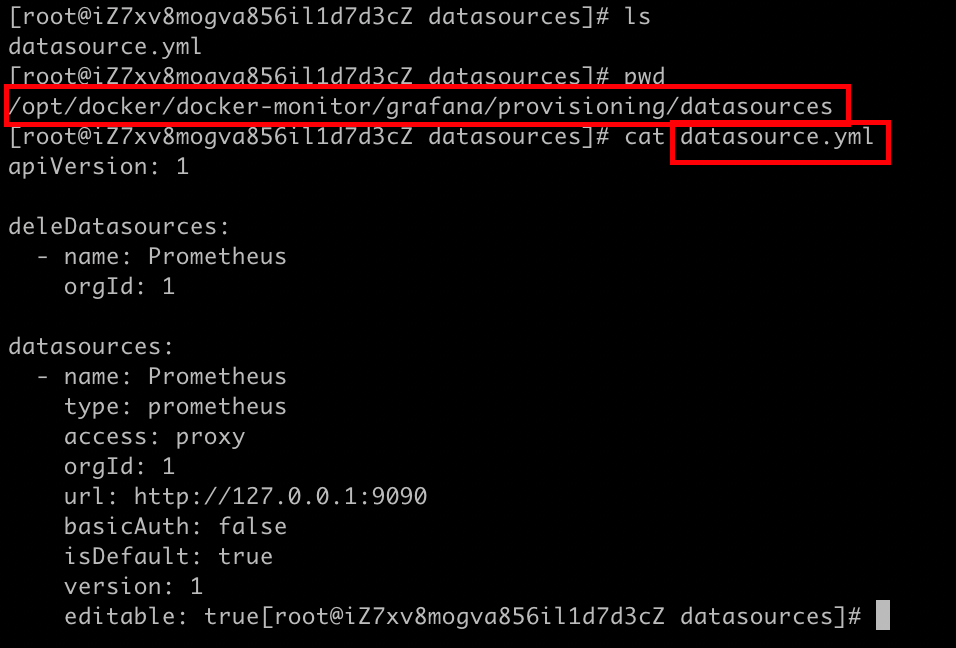 [root@iZ7xv8mogva856il1d7d3cZ datasources]# ls
datasource.yml
[root@iZ7xv8mogva856il1d7d3cZ datasources]# pwd
/opt/docker/docker-monitor/grafana/provisioning/datasources
[root@iZ7xv8mogva856il1d7d3cZ datasources]# cat datasource.yml
apiVersion: 1

deleDatasources:
  - name: Prometheus
    orgId: 1

datasources:
  - name: Prometheus
    type: prometheus
    access: proxy
    orgId: 1
    url: http://127.0.0.1:9090
    basicAuth: false
    isDefault: true
    version: 1
    editable: true[root@iZ7xv8mogva856il1d7d3cZ datasources]#